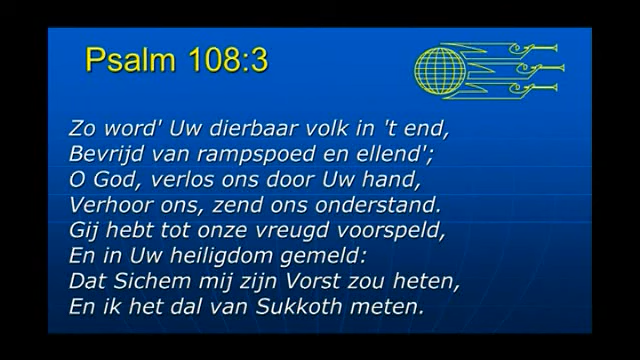 Psalm 108:3
Zo word' Uw dierbaar volk in 't end,
Bevrijd van rampspoed en ellend';
O God, verlos ons door Uw hand,
Verhoor ons, zend ons onderstand.
Gij hebt tot onze vreugd voorspeld,
En in Uw heiligdom gemeld:
Dat Sichem mij zijn Vorst zou heten,
En ik het dal van Sukkoth meten.